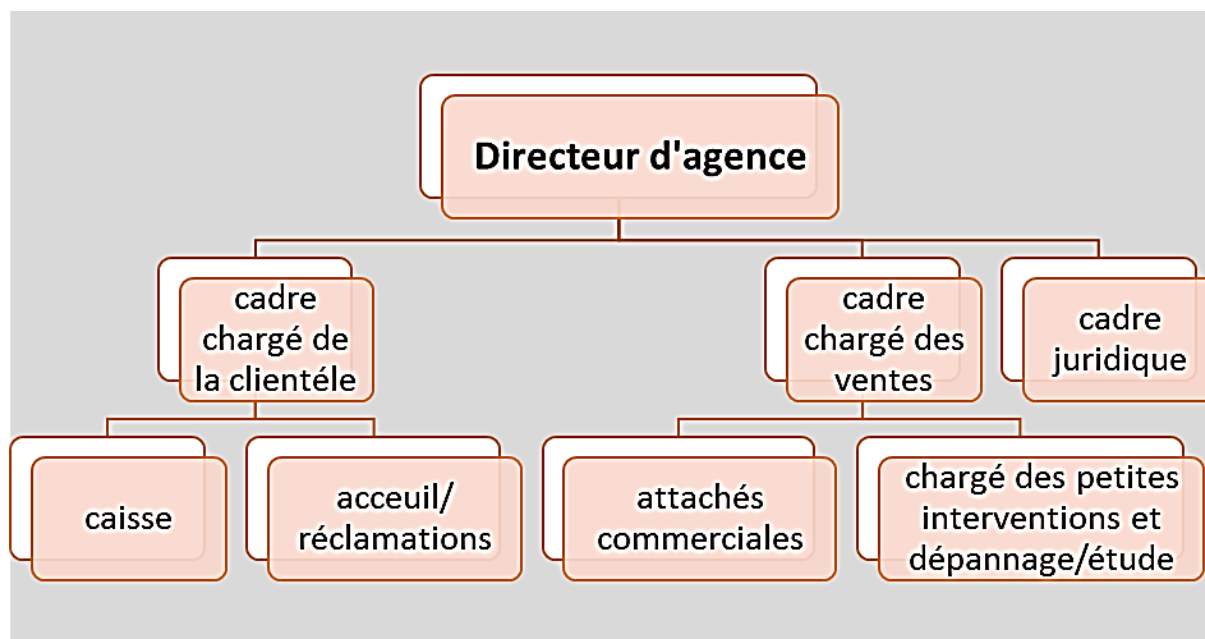 Directeur d'agence
cadre
chargé de
la clientéle
cadre
chargé des
ventes
cadre
juridique
caisse
acceuil/
réclamations
attachés
commerciales
chargé des petites
interventions et
dépannage/étude